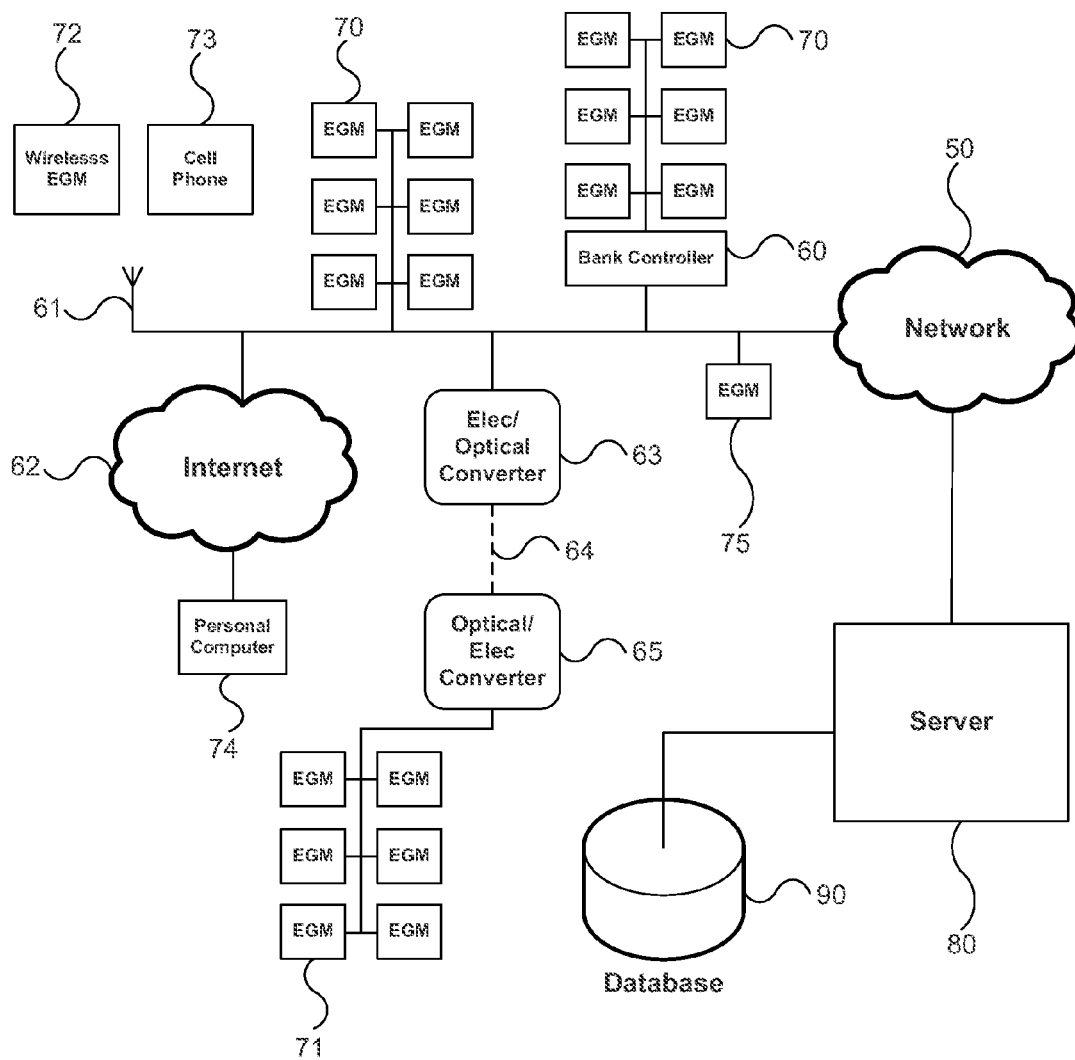 72
73
70
70
EGM EGM
EGM EGM
EGM EGM
Bank Controller
60
50
Wirelesss
EGM
Cell
Phone
EGM EGM
EGM EGM
EGM EGM
61
Network
Internet
62
Elec/
Optical
Converter
63
EGM
75
64
Personal
Computer
74
Optical/
Elec
Converter
65
Server
80
EGM EGM
EGM EGM
EGM EGM
71
90
Database